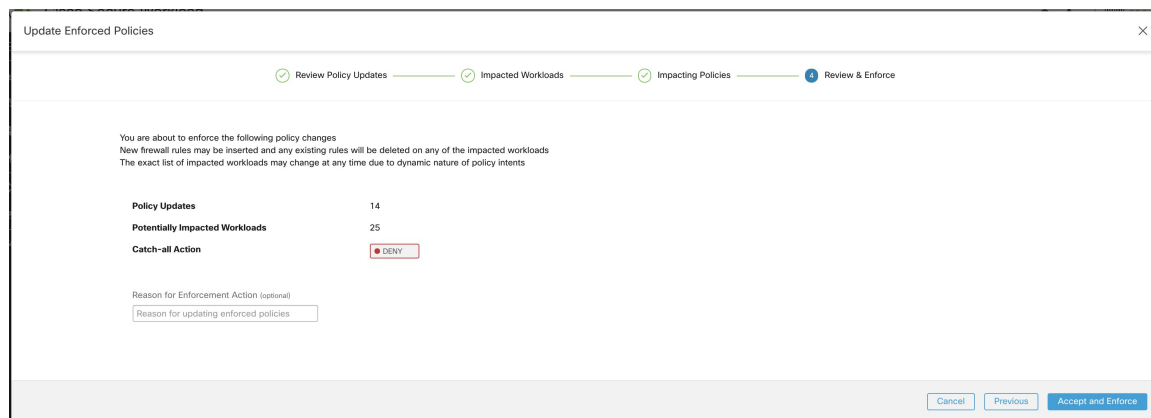 Update Enforced Policies
Review Policy Updates
Impacted Workloads
Impacting Policies
4 Review & Enforce
You are about to enforce the following policy changes
New firewall rules may be inserted and any existing rules will be deleted on any of the impacted workloads
The exact list of impacted workloads may change at any time due to dynamic nature of policy intents
Policy Updates 14
Potentially Impacted Workloads 25
Catch-all Action DENY
Reason for Enforcement Action (optional)
Reason for updating enforced policies
Cancel Previous Accept and Enforce